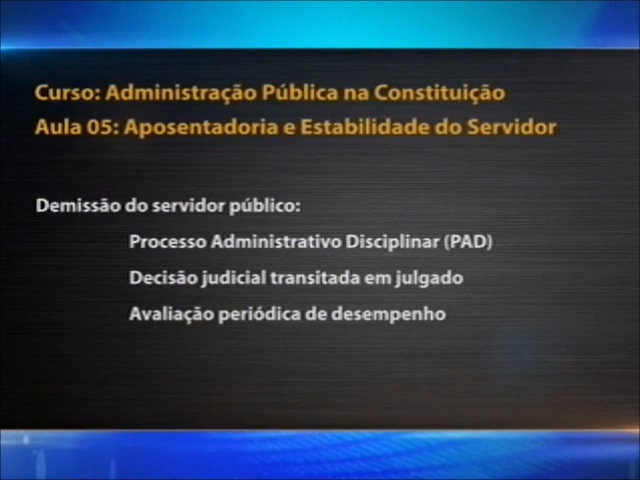 Curso: Administração Pública na Constituição
Aula 05: Aposentadoria e Estabilidade do Servidor
Demissão do servidor público:
Processo Administrativo Disciplinar (PAD)
Decisão judicial transitada em julgado
Avaliação periódica de desempenho